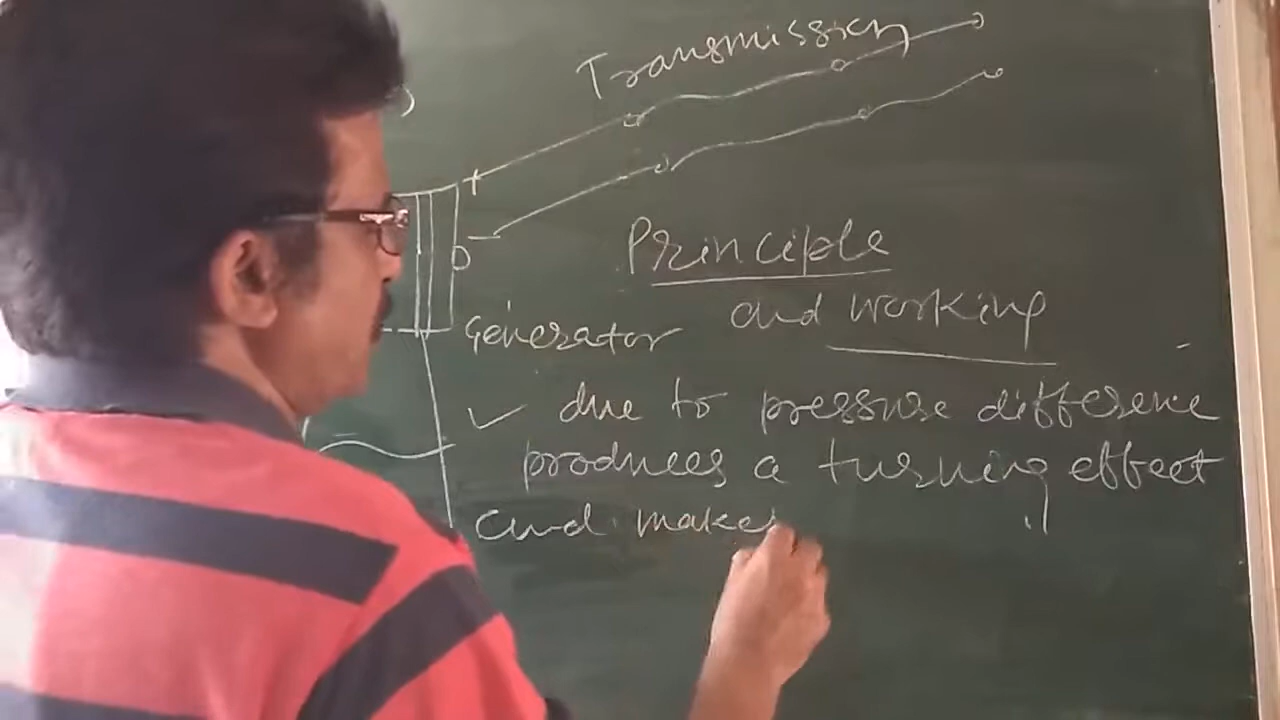 Transmission
Principle
and working
Generator
due to pressure difference
produces a turning effect
and makes